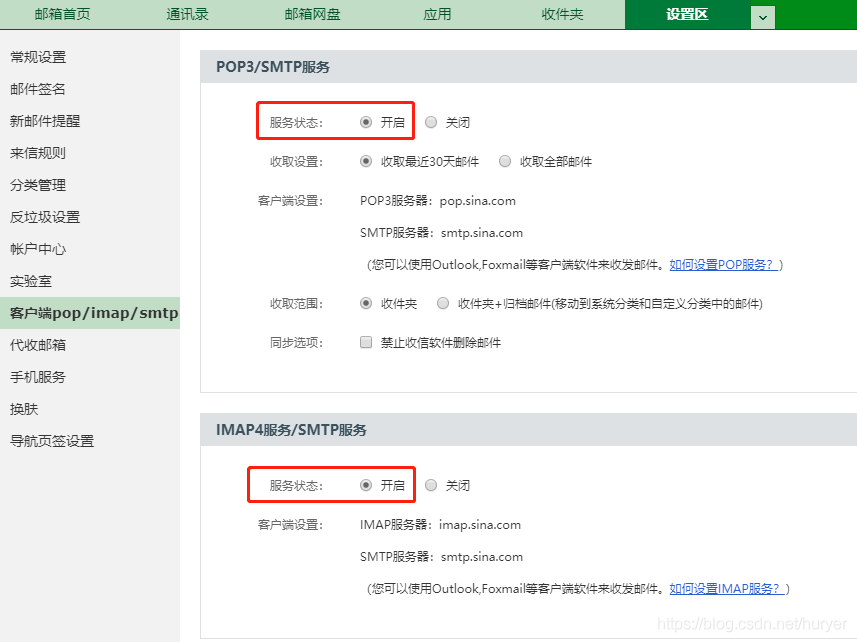 邮箱首页 通讯录 邮箱网盘 应用 收件夹 设置区
常规设置
邮件签名
新邮件提醒
来信规则
分类管理
反垃圾设置
帐户中心
实验室
客户端pop/imap/smtp
代收邮箱
手机服务
换肤
导航页签设置
POP3/SMTP服务
服务状态: 开启 关闭
收取设置: 收取最近30天邮件 收取全部邮件
客户端设置: POP3服务器: pop.sina.com
SMTP服务器: smtp.sina.com
(您可以使用Outlook,Foxmail等客户端软件来收发邮件。如何设置POP服务? )
收取范围: 收件夹 收件夹+归档邮件(移动到系统分类和自定义分类中的邮件)
同步选项: 禁止收信软件删除邮件
IMAP4服务/SMTP服务
服务状态: 开启 关闭
客户端设置: IMAP服务器: imap.sina.com
SMTP服务器: smtp.sina.com
(您可以使用Outlook,Foxmail等客户端软件来收发邮件。如何设置IMAP服务? )
https://blog.csdn.net/huryer